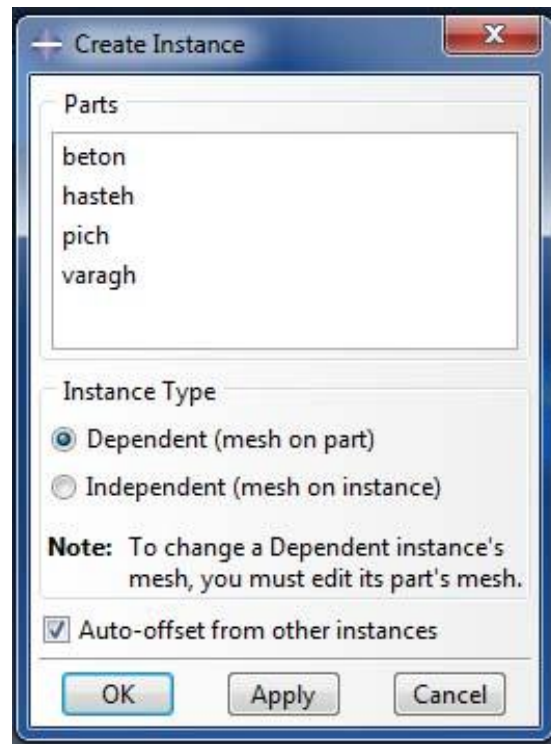 Create Instance
Parts
beton
hasteh
pich
varagh
Instance Type
Dependent (mesh on part)
Independent (mesh on instance)
Note: To change a Dependent instance's
mesh, you must edit its part's mesh.
Auto-offset from other instances
OK Apply Cancel